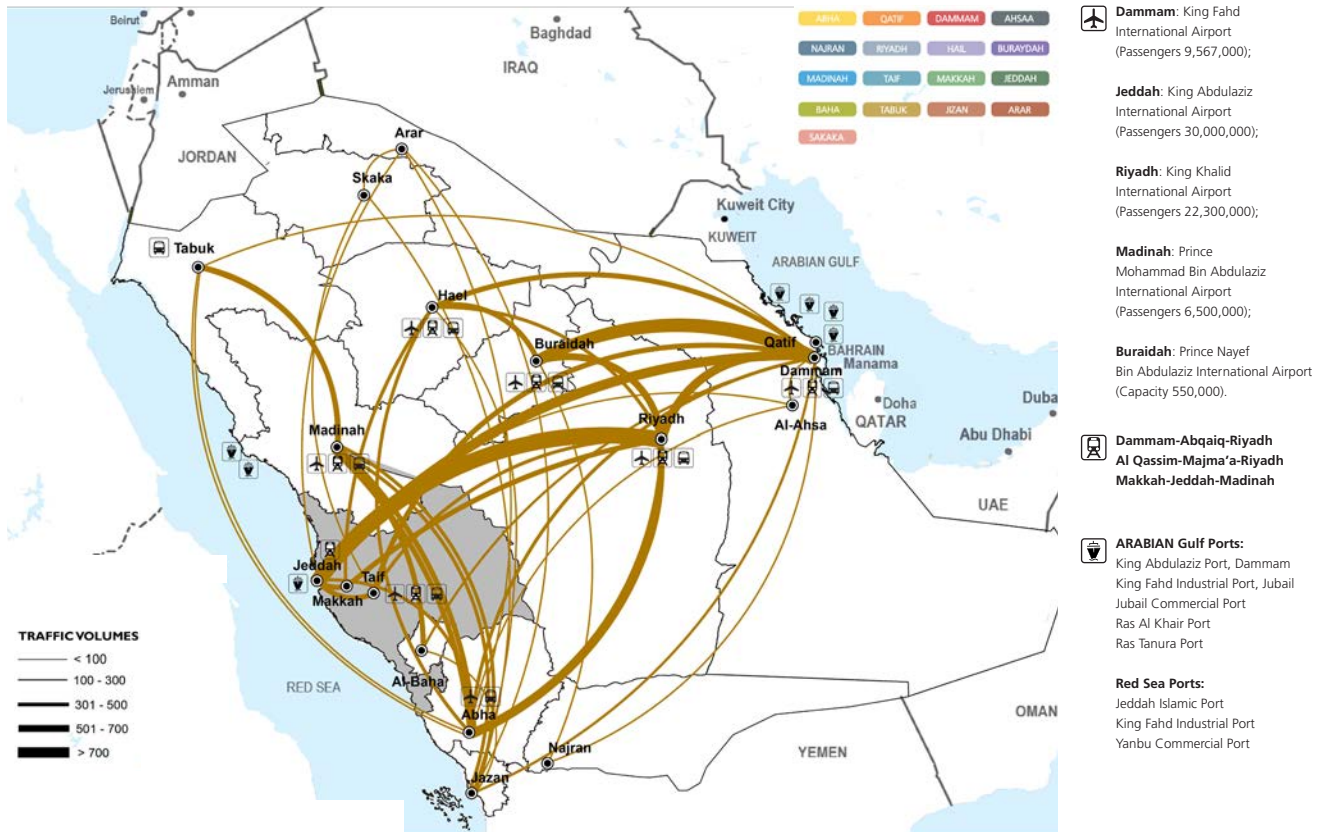 Beirut
Baghdad
IRAQ
Amman
Jerusalem
JORDAN
Arar
Skaka
Kuweit City
KUWEIT
Tabuk
ARABIAN GULF
Hael
Buraidah
Qatif
BAHRAIN
Manama
Dammam
Doha
QATAR
Dubai
Abu Dhabi
Al-Ahsa
Riyadh
Madinah
UAE
Jeddah
Taif
Makkah
Al-Baha
RED SEA
Abha
Najran
Jazan
YEMEN
OMAN
ABHA QATIF DAMMAM AHSAA
NAJRAN RIYADH HAIL BURAYDAH
MADINAH TAIF MAKKAH JEDDAH
BAHA TABUK JIZAN ARAR
SAKAKA
TRAFFIC VOLUMES
< 100
100 - 300
301 - 500
501 - 700
> 700
Dammam: King Fahd
International Airport
(Passengers 9,567,000);
Jeddah: King Abdulaziz
International Airport
(Passengers 30,000,000);
Riyadh: King Khalid
International Airport
(Passengers 22,300,000);
Madinah: Prince
Mohammad Bin Abdulaziz
International Airport
(Passengers 6,500,000);
Buraidah: Prince Nayef
Bin Abdulaziz International Airport
(Capacity 550,000).
Dammam-Abqaiq-Riyadh
Al Qassim-Majma‘a-Riyadh
Makkah-Jeddah-Madinah
ARABIAN Gulf Ports:
King Abdulaziz Port, Dammam
King Fahd Industrial Port, Jubail
Jubail Commercial Port
Ras Al Khair Port
Ras Tanura Port
Red Sea Ports:
Jeddah Islamic Port
King Fahd Industrial Port
Yanbu Commercial Port